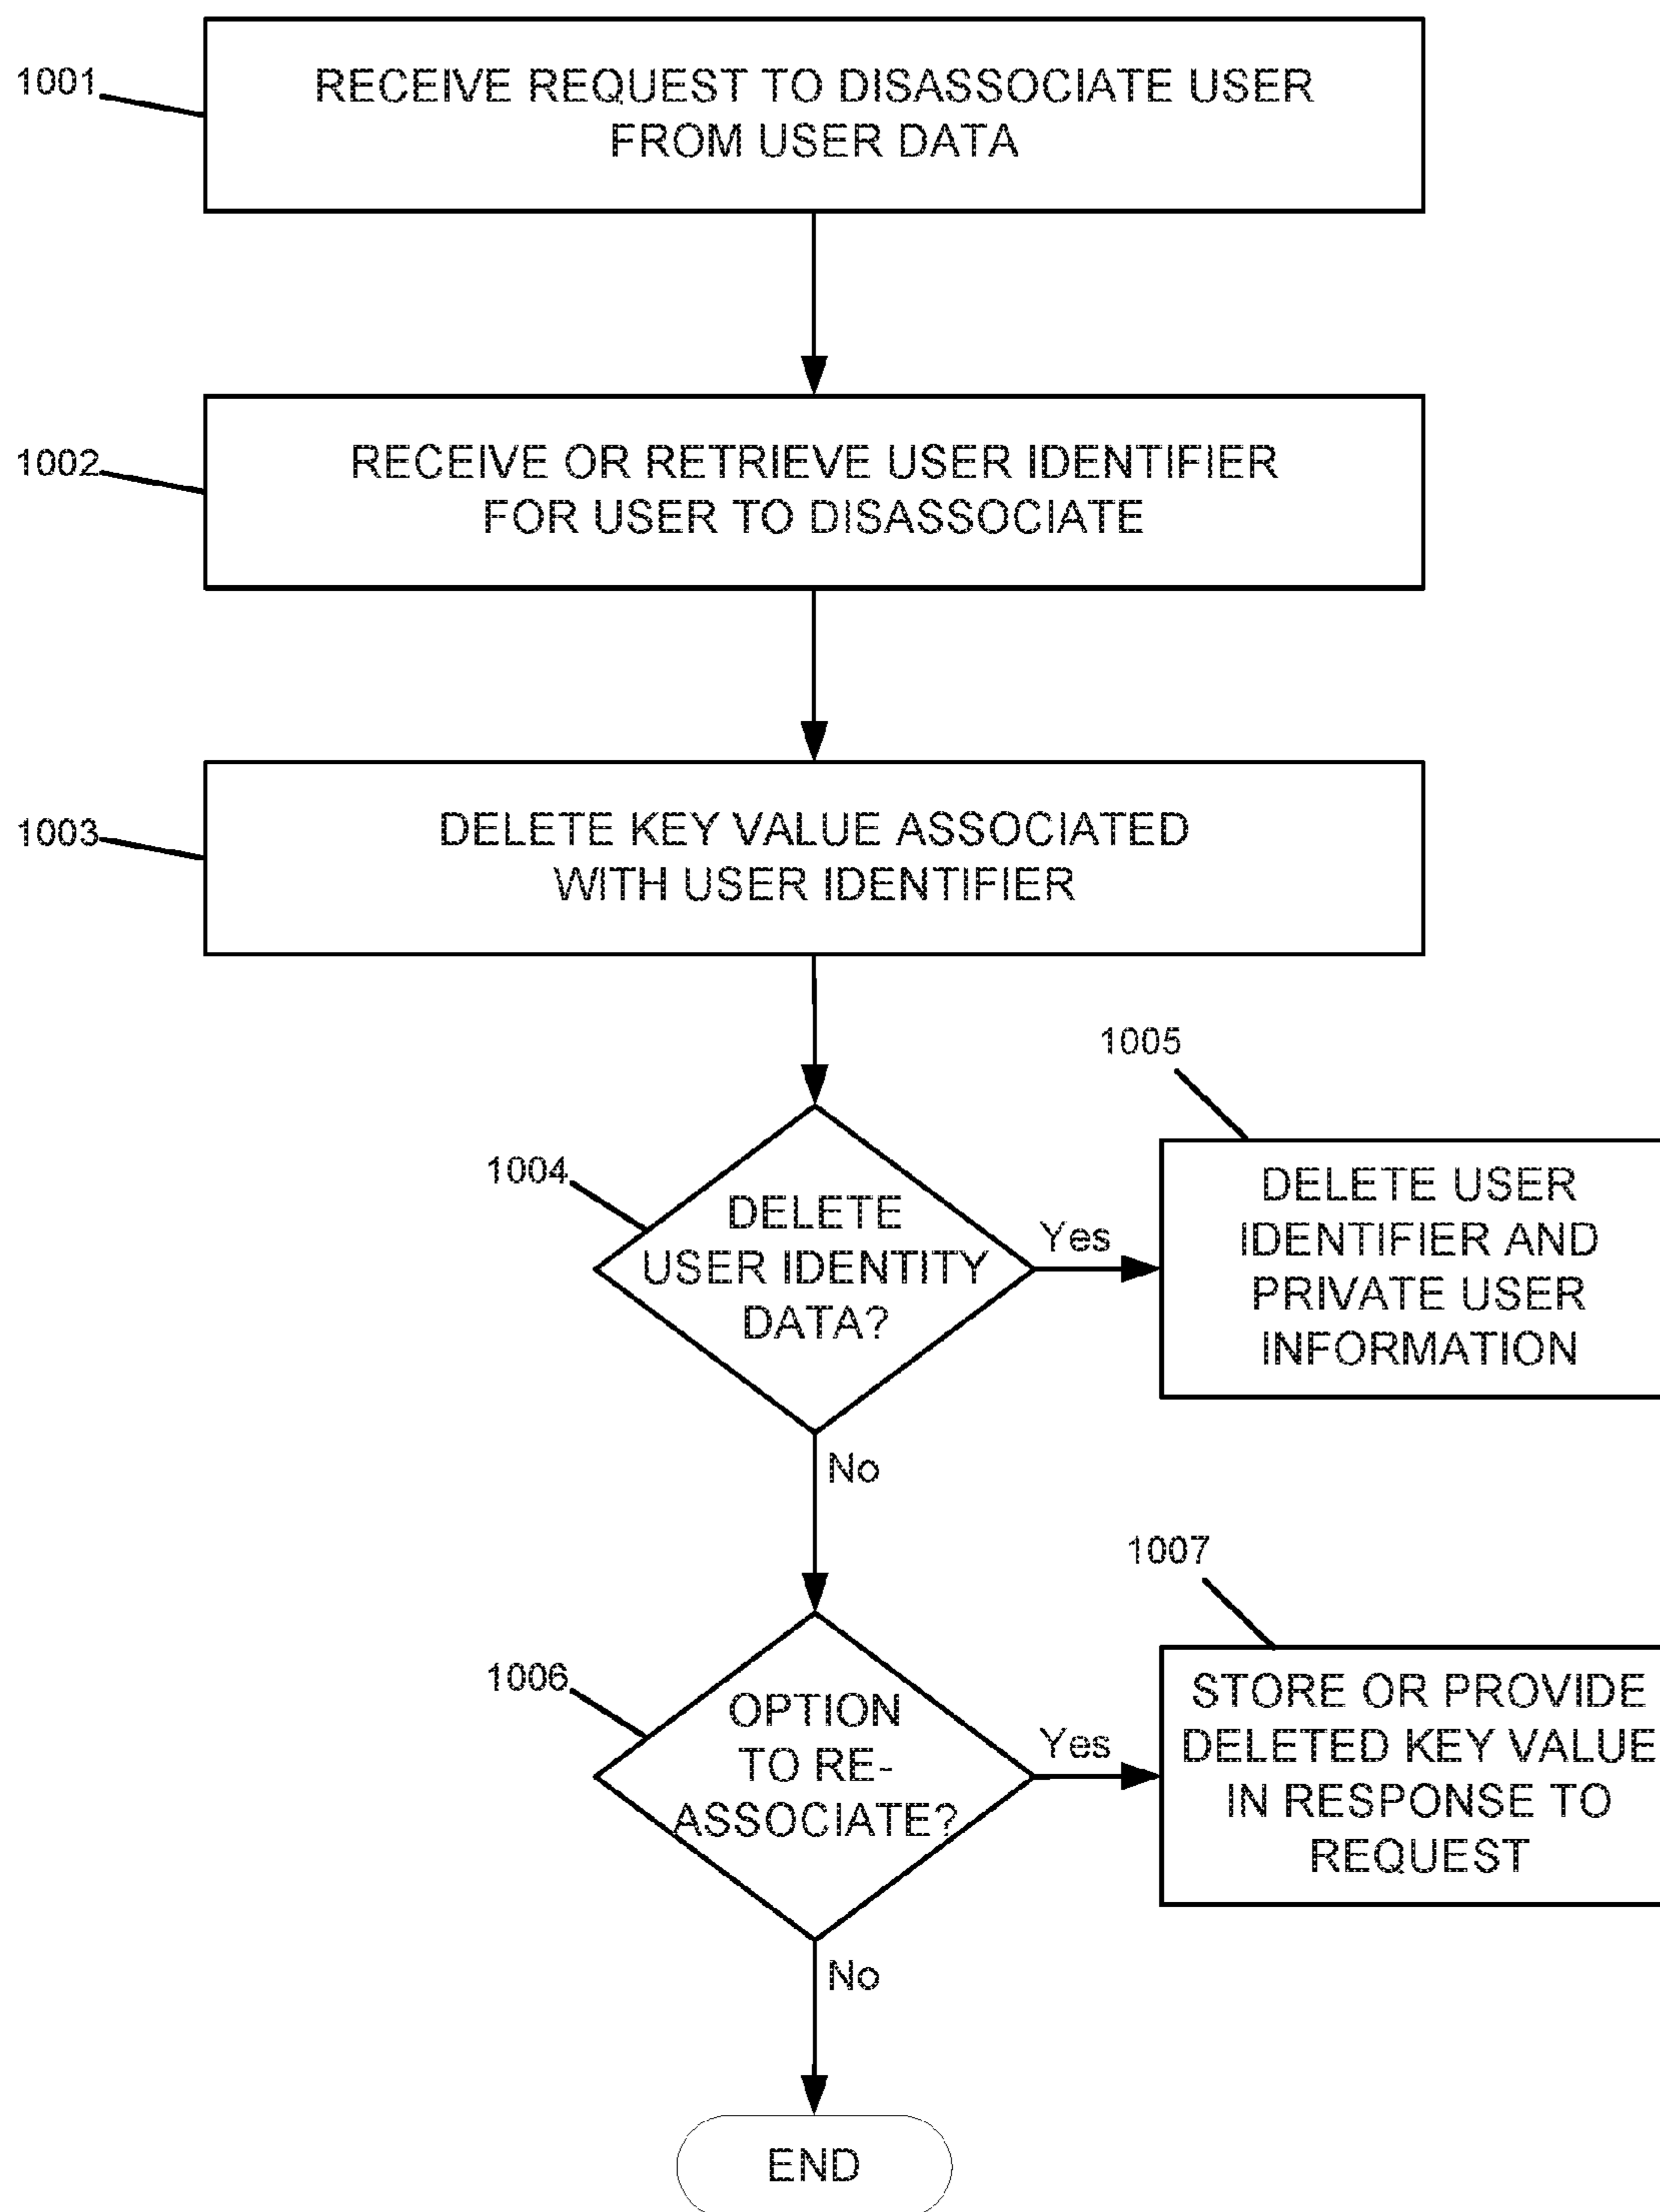 1001
RECEIVE REQUEST TO DISASSOCIATE USER
FROM USER DATA
1002
RECEIVE OR RETRIEVE USER IDENTIFIER
FOR USER TO DISASSOCIATE
1003
DELETE KEY VALUE ASSOCIATED
WITH USER IDENTIFIER
1004
DELETE
USER IDENTITY
DATA?
Yes
1005
DELETE USER
IDENTIFIER AND
PRIVATE USER
INFORMATION
No
1006
OPTION
TO RE-
ASSOCIATE?
Yes
1007
STORE OR PROVIDE
DELETED KEY VALUE
IN RESPONSE TO
REQUEST
No
END